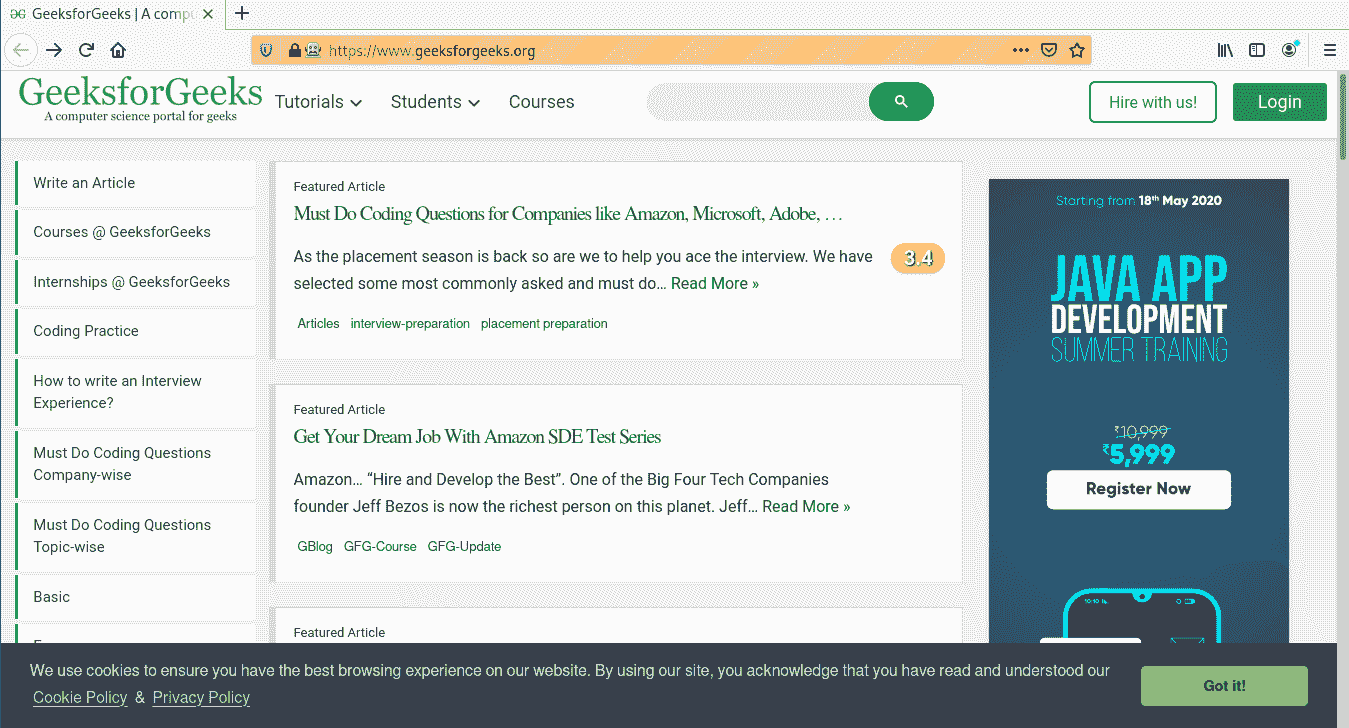 GeeksforGeeks | A compu
https://www.geeksforgeeks.org
GeeksforGeeks
A computer science portal for geeks
Tutorials
Students
Courses
Hire with us!
Login
Write an Article
Courses @ GeeksforGeeks
Internships @ GeeksforGeeks
Coding Practice
How to write an Interview
Experience?
Must Do Coding Questions
Company-wise
Must Do Coding Questions
Topic-wise
Basic
Featured Article
Must Do Coding Questions for Companies like Amazon, Microsoft, Adobe, …
As the placement season is back so are we to help you ace the interview. We have
selected some most commonly asked and must do… Read More »
3.4
Articles interview-preparation placement preparation
Featured Article
Get Your Dream Job With Amazon SDE Test Series
Amazon… “Hire and Develop the Best”. One of the Big Four Tech Companies
founder Jeff Bezos is now the richest person on this planet. Jeff… Read More »
GBlog GFG-Course GFG-Update
Featured Article
Starting from 18th May 2020
JAVA APP
DEVELOPMENT
SUMMER TRAINING
₹10,999
₹5,999
Register Now
We use cookies to ensure you have the best browsing experience on our website. By using our site, you acknowledge that you have read and understood our
Cookie Policy & Privacy Policy
Got it!